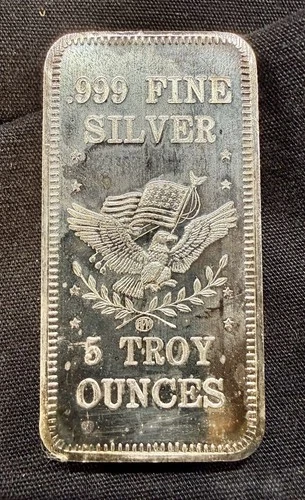 .999 FINE
SILVER
5 TROY
OUNCES